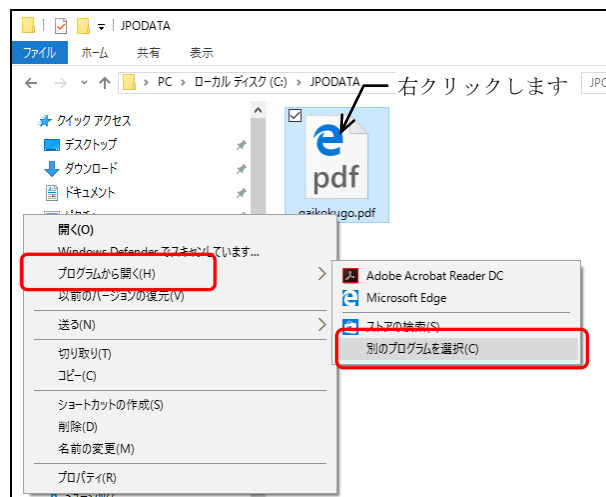 JPODATA
ファイル ホーム 共有 表示
PC > ローカル ディスク (C:) > JPODATA
右クリックします
クイック アクセス
デスクトップ
ダウンロード
ドキュメント
pdf
gaikokugo.pdf
開く(O)
Windows Defender でスキャンしています...
プログラムから開く(H)
以前のバージョンの復元(V)
送る(N)
切り取り(T)
コピー(C)
ショートカットの作成(S)
削除(D)
名前の変更(M)
プロパティ(R)
Adobe Acrobat Reader DC
Microsoft Edge
ストアの検索(S)
別のプログラムを選択(C)